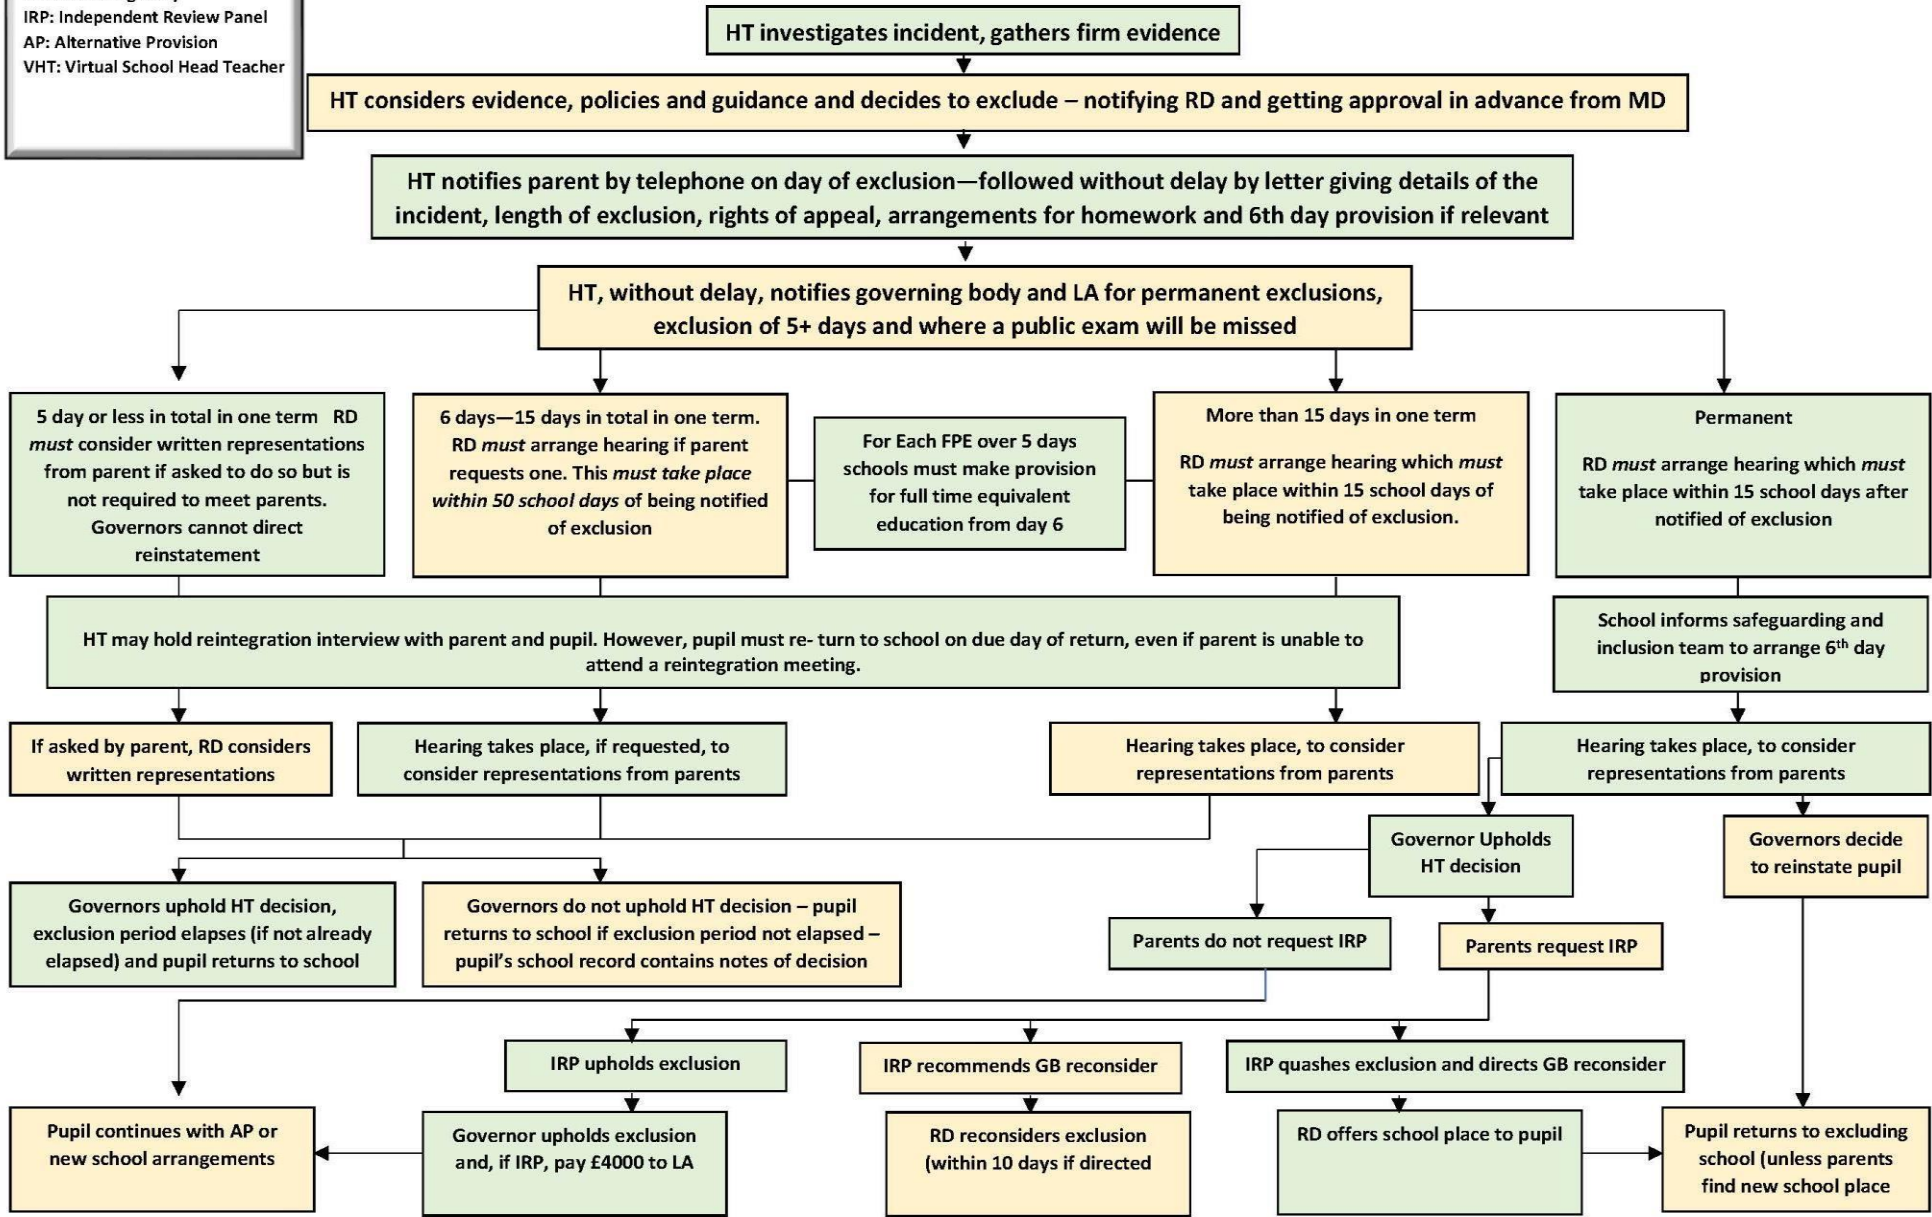 IRP: Independent Review Panel
AP: Alternative Provision
VHT: Virtual School Head Teacher
HT investigates incident, gathers firm evidence
HT considers evidence, policies and guidance and decides to exclude – notifying RD and getting approval in advance from MD
HT notifies parent by telephone on day of exclusion—followed without delay by letter giving details of the
incident, length of exclusion, rights of appeal, arrangements for homework and 6th day provision if relevant
HT, without delay, notifies governing body and LA for permanent exclusions,
exclusion of 5+ days and where a public exam will be missed
5 day or less in total in one term RD
must consider written representations
from parent if asked to do so but is
not required to meet parents.
Governors cannot direct
reinstatement
6 days—15 days in total in one term.
RD must arrange hearing if parent
requests one. This must take place
within 50 school days of being notified
of exclusion
For Each FPE over 5 days
schools must make provision
for full time equivalent
education from day 6
More than 15 days in one term
RD must arrange hearing which must
take place within 15 school days of
being notified of exclusion.
Permanent
RD must arrange hearing which must
take place within 15 school days after
notified of exclusion
HT may hold reintegration interview with parent and pupil. However, pupil must re- turn to school on due day of return, even if parent is unable to
attend a reintegration meeting.
School informs safeguarding and
inclusion team to arrange 6th day
provision
If asked by parent, RD considers
written representations
Hearing takes place, if requested, to
consider representations from parents
Hearing takes place, to consider
representations from parents
Hearing takes place, to consider
representations from parents
Governor Upholds
HT decision
Governors decide
to reinstate pupil
Governors uphold HT decision,
exclusion period elapses (if not already
elapsed) and pupil returns to school
Governors do not uphold HT decision – pupil
returns to school if exclusion period not elapsed –
pupil's school record contains notes of decision
Parents do not request IRP
Parents request IRP
IRP upholds exclusion
IRP recommends GB reconsider
IRP quashes exclusion and directs GB reconsider
Pupil continues with AP or
new school arrangements
Governor upholds exclusion
and, if IRP, pay £4000 to LA
RD reconsiders exclusion
(within 10 days if directed
RD offers school place to pupil
Pupil returns to excluding
school (unless parents
find new school place